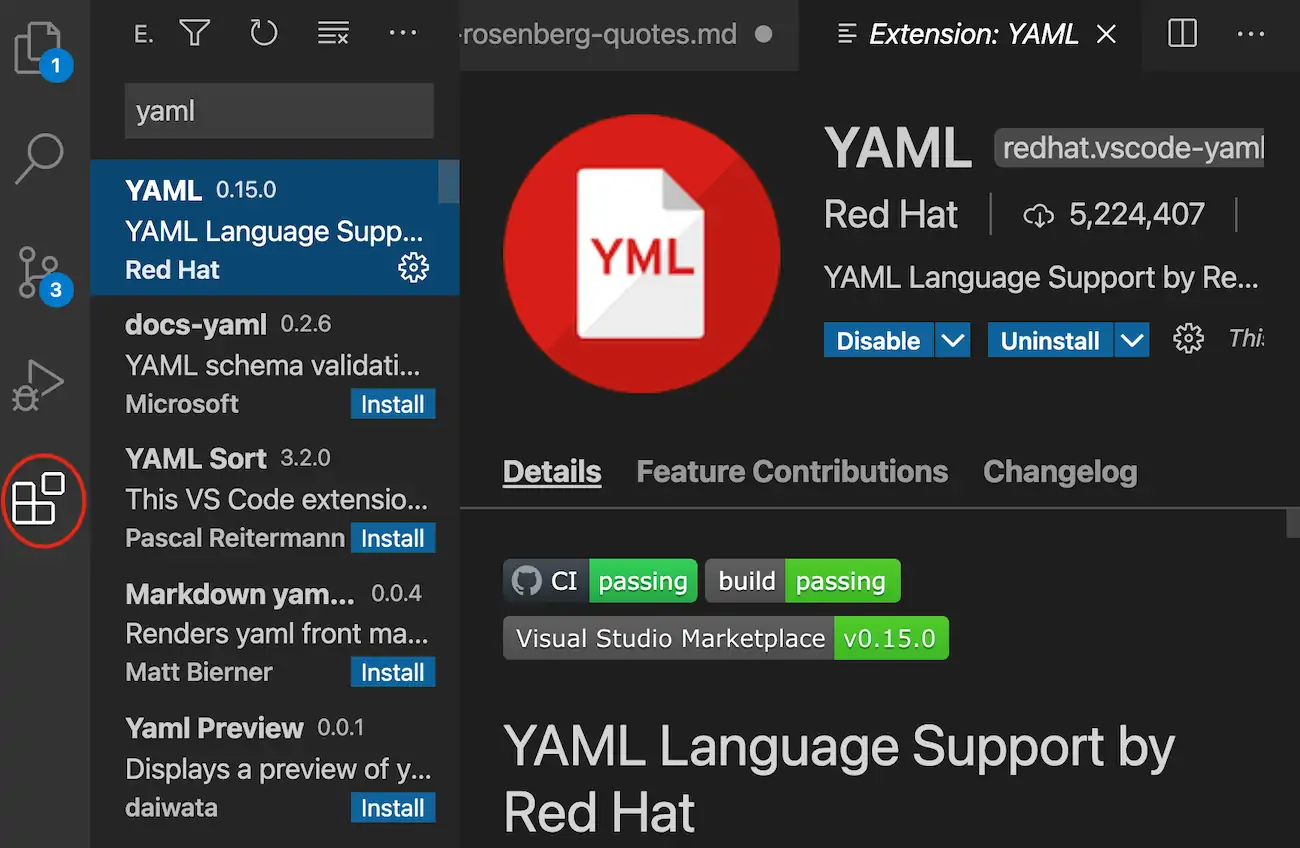 1
3
E.
yaml
YAML 0.15.0
YAML Language Supp...
Red Hat
docs-yaml 0.2.6
YAML schema validati...
Microsoft Install
YAML Sort 3.2.0
This VS Code extensio...
Pascal Reitermann Install
Markdown yam... 0.0.4
Renders yaml front ma...
Matt Bierner Install
Yaml Preview 0.0.1
Displays a preview of y...
daiwata Install
-rosenberg-quotes.md
Extension: YAML
YML
YAML redhat.vscode-yaml
Red Hat 5,224,407
YAML Language Support by Re...
Disable Uninstall This
Details Feature Contributions Changelog
CI passing build passing
Visual Studio Marketplace v0.15.0
YAML Language Support by
Red Hat